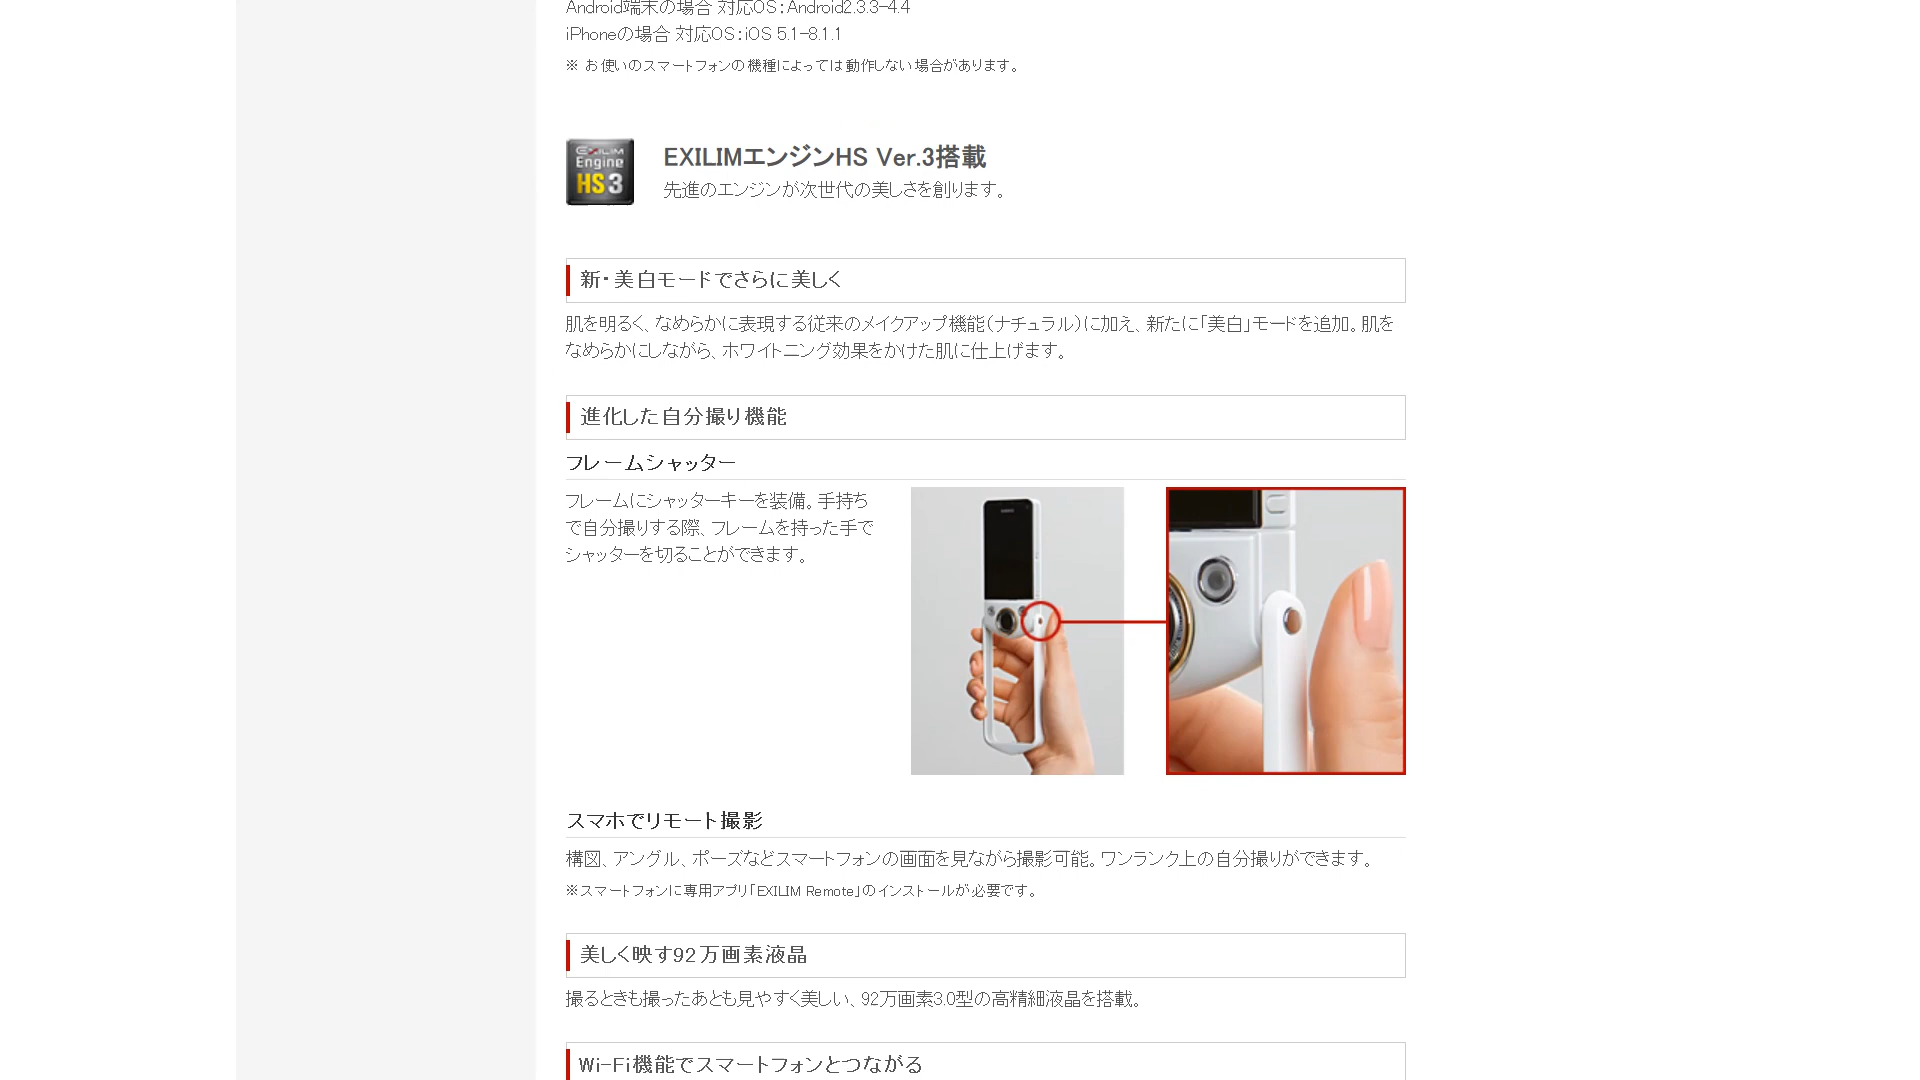 Android端末の場合 対応OS：Android2.3.3-4.4
iPhoneの場合 対応OS：iOS 5.1-8.1.1
※ お使いのスマートフォンの機種によっては動作しない場合があります。
EXILIM
Engine
HS 3
EXILIMエンジンHS Ver.3搭載
先進のエンジンが次世代の美しさを創ります。
新・美白モードでさらに美しく
肌を明るく、なめらかに表現する従来のメイクアップ機能（ナチュラル）に加え、新たに「美白」モードを追加。肌を
なめらかにしながら、ホワイトニング効果をかけた肌に仕上げます。
進化した自分撮り機能
フレームシャッター
フレームにシャッターキーを装備。手持ち
で自分撮りする際、フレームを持った手で
シャッターを切ることができます。
スマホでリモート撮影
構図、アングル、ポーズなどスマートフォンの画面を見ながら撮影可能。ワンランク上の自分撮りができます。
※スマートフォンに専用アプリ「EXILIM Remote」のインストールが必要です。
美しく映す92万画素液晶
撮るときも撮ったあとも見やすく美しい、92万画素3.0型の高精細液晶を搭載。
Wi-Fi機能でスマートフォンとつながる